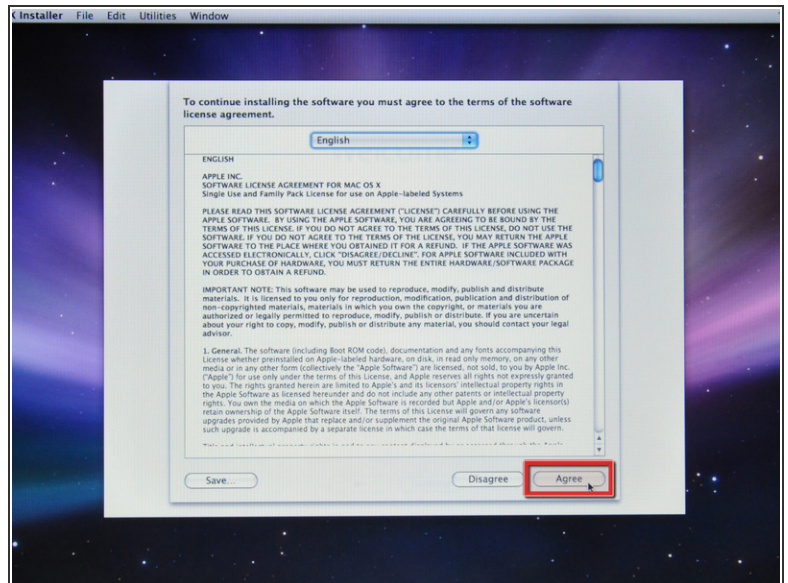 Installer File Edit Utilities Window
To continue installing the software you must agree to the terms of the software
license agreement.
English
ENGLISH
APPLE INC.
SOFTWARE LICENSE AGREEMENT FOR MAC OS X
Single Use and Family Pack License for use on Apple-labeled Systems
PLEASE READ THIS SOFTWARE LICENSE AGREEMENT ("LICENSE") CAREFULLY BEFORE USING THE
APPLE SOFTWARE. BY USING THE APPLE SOFTWARE, YOU ARE AGREEING TO BE BOUND BY THE
TERMS OF THIS LICENSE. IF YOU DO NOT AGREE TO THE TERMS OF THIS LICENSE, DO NOT USE THE
SOFTWARE. IF YOU DO NOT AGREE TO THE TERMS OF THE LICENSE, YOU MAY RETURN THE APPLE
SOFTWARE TO THE PLACE WHERE YOU OBTAINED IT FOR A REFUND. IF THE APPLE SOFTWARE WAS
ACCESSED ELECTRONICALLY, CLICK "DISAGREE/DECLINE". FOR APPLE SOFTWARE INCLUDED WITH
YOUR PURCHASE OF HARDWARE, YOU MUST RETURN THE ENTIRE HARDWARE/SOFTWARE PACKAGE
IN ORDER TO OBTAIN A REFUND.
IMPORTANT NOTE: This software may be used to reproduce, modify, publish and distribute
materials. It is licensed to you only for reproduction, modification, publication and distribution of
non-copyrighted materials, materials in which you own the copyright, or materials you are
authorized or legally permitted to reproduce, modify, publish or distribute. If you are uncertain
about your right to copy, modify, publish or distribute any material, you should contact your legal
advisor.
1. General. The software (including Boot ROM code), documentation and any fonts accompanying this
License whether preinstalled on Apple-labeled hardware, on disk, in read only memory, on any other
media or in any other form (collectively the "Apple Software") are licensed, not sold, to you by Apple Inc.
("Apple") for use only under the terms of this License, and Apple reserves all rights not expressly granted
to you. The rights granted herein are limited to Apple's and its licensors' intellectual property rights in
the Apple Software as licensed hereunder and do not include any other patents or intellectual property
rights. You own the media on which the Apple Software is recorded but Apple and/or Apple's licensor(s)
retain ownership of the Apple Software itself. The terms of this License will govern any software
upgrades provided by Apple that replace and/or supplement the original Apple Software product, unless
such upgrade is accompanied by a separate license in which case the terms of that license will govern.
Save... Disagree Agree